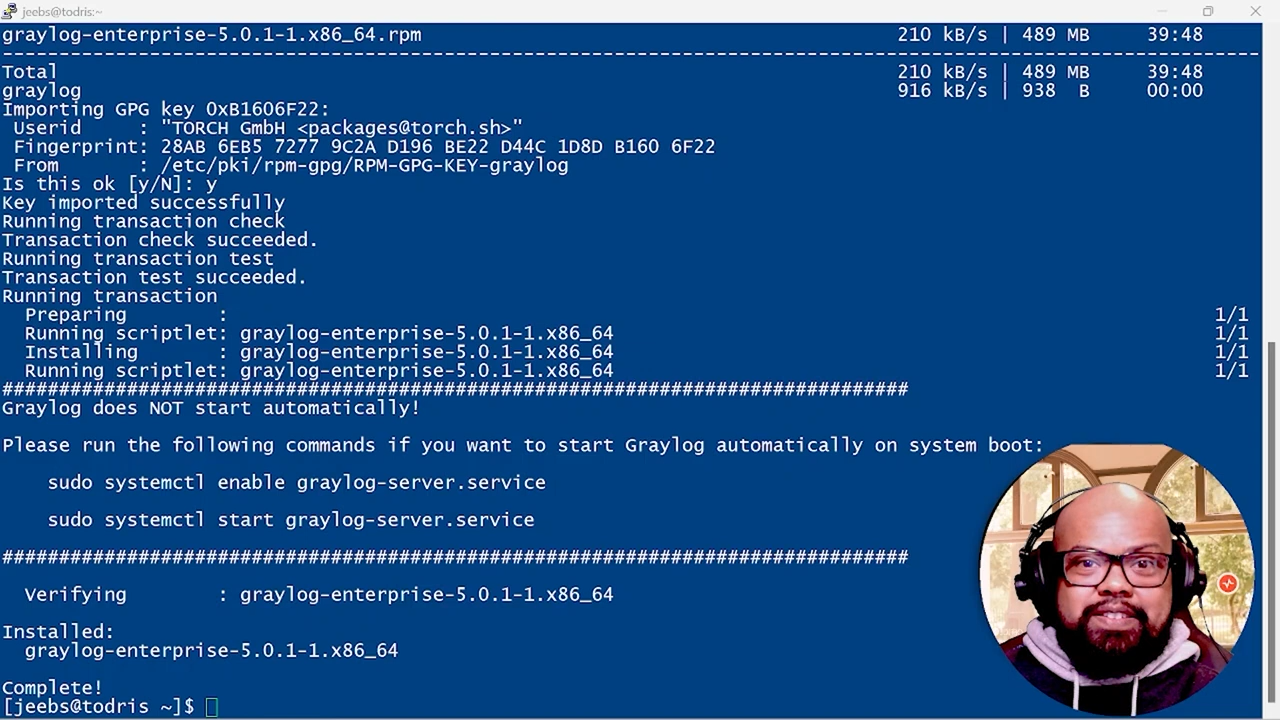 jeebs@todris:~
graylog-enterprise-5.0.1-1.x86_64.rpm 210 kB/s | 489 MB 39:48
--------------------------------------------------------------------------------
Total 210 kB/s | 489 MB 39:48
graylog 916 kB/s | 938 B 00:00
Importing GPG key 0xB1606F22:
Userid : "TORCH GmbH <packages@torch.sh>"
Fingerprint: 28AB 6EB5 7277 9C2A D196 BE22 D44C 1D8D B160 6F22
From : /etc/pki/rpm-gpg/RPM-GPG-KEY-graylog
Is this ok [y/N]: y
Key imported successfully
Running transaction check
Transaction check succeeded.
Running transaction test
Transaction test succeeded.
Running transaction
Preparing : 1/1
Running scriptlet: graylog-enterprise-5.0.1-1.x86_64 1/1
Installing : graylog-enterprise-5.0.1-1.x86_64 1/1
Running scriptlet: graylog-enterprise-5.0.1-1.x86_64 1/1
################################################################################
Graylog does NOT start automatically!
Please run the following commands if you want to start Graylog automatically on system boot:
sudo systemctl enable graylog-server.service
sudo systemctl start graylog-server.service
################################################################################
Verifying : graylog-enterprise-5.0.1-1.x86_64
Installed:
graylog-enterprise-5.0.1-1.x86_64
Complete!
[jeebs@todris ~]$